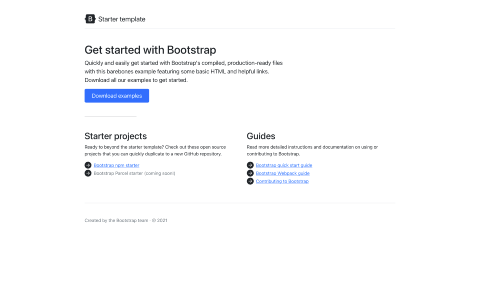 B Starter template
Get started with Bootstrap
Quickly and easily get started with Bootstrap's compiled, production-ready files
with this barebones example featuring some basic HTML and helpful links.
Download all our examples to get started.
Download examples
Starter projects
Ready to beyond the starter template? Check out these open source
projects that you can quickly duplicate to a new GitHub repository.
Bootstrap npm starter
Bootstrap Parcel starter (coming soon!)
Guides
Read more detailed instructions and documentation on using or
contributing to Bootstrap.
Bootstrap quick start guide
Bootstrap Webpack guide
Contributing to Bootstrap
Created by the Bootstrap team · © 2021